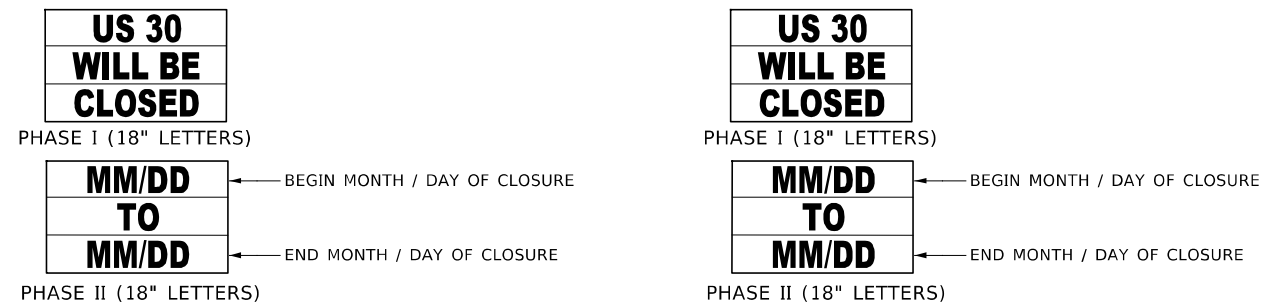 US 30
WILL BE
CLOSED
PHASE I (18" LETTERS)
MM/DD
BEGIN MONTH / DAY OF CLOSURE
TO
MM/DD
END MONTH / DAY OF CLOSURE
PHASE II (18" LETTERS)
US 30
WILL BE
CLOSED
PHASE I (18" LETTERS)
MM/DD
BEGIN MONTH / DAY OF CLOSURE
TO
MM/DD
END MONTH / DAY OF CLOSURE
PHASE II (18" LETTERS)